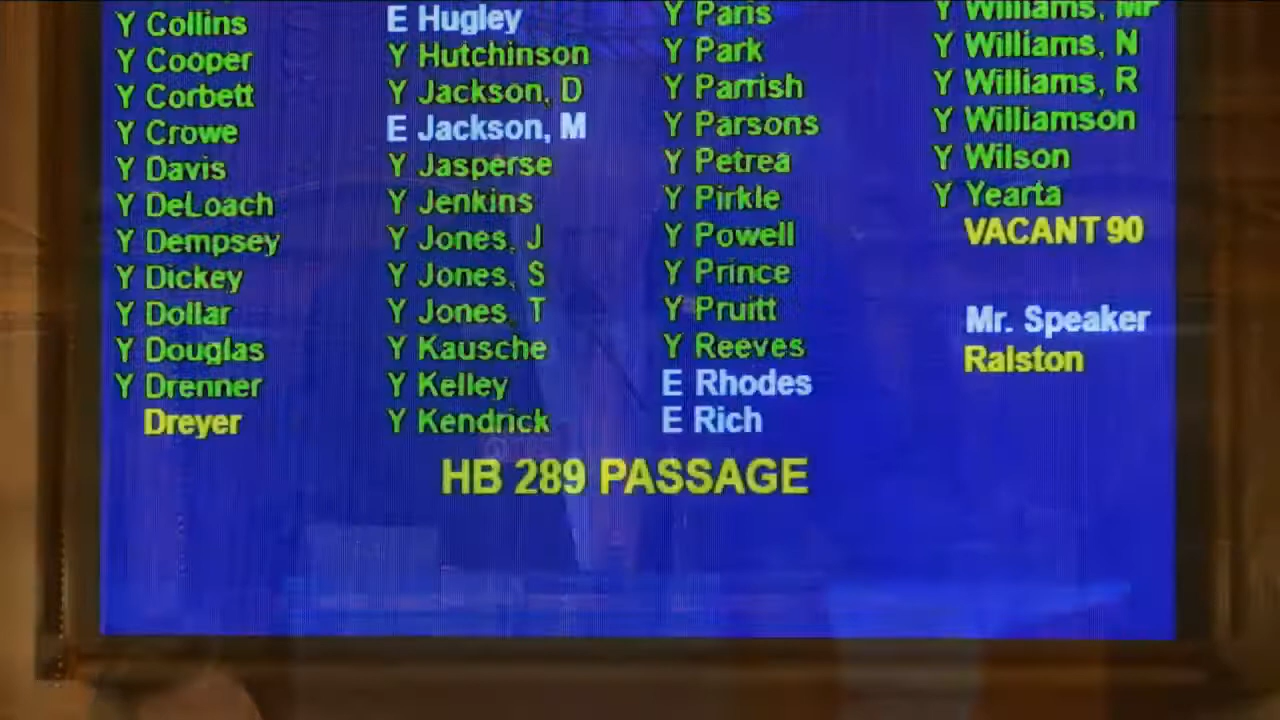 Y Collins
Y Cooper
Y Corbett
Y Crowe
Y Davis
Y DeLoach
Y Dempsey
Y Dickey
Y Dollar
Y Douglas
Y Drenner
Dreyer
E Hugley
Y Hutchinson
Y Jackson, D
E Jackson, M
Y Jasperse
Y Jenkins
Y Jones, J
Y Jones, S
Y Jones, T
Y Kausche
Y Kelley
Y Kendrick
Y Paris
Y Park
Y Parrish
Y Parsons
Y Petrea
Y Pirkle
Y Powell
Y Prince
Y Pruitt
Y Reeves
E Rhodes
E Rich
Y Williams, MF
Y Williams, N
Y Williams, R
Y Williamson
Y Wilson
Y Yearta
VACANT 90
Mr. Speaker
Ralston
HB 289 PASSAGE